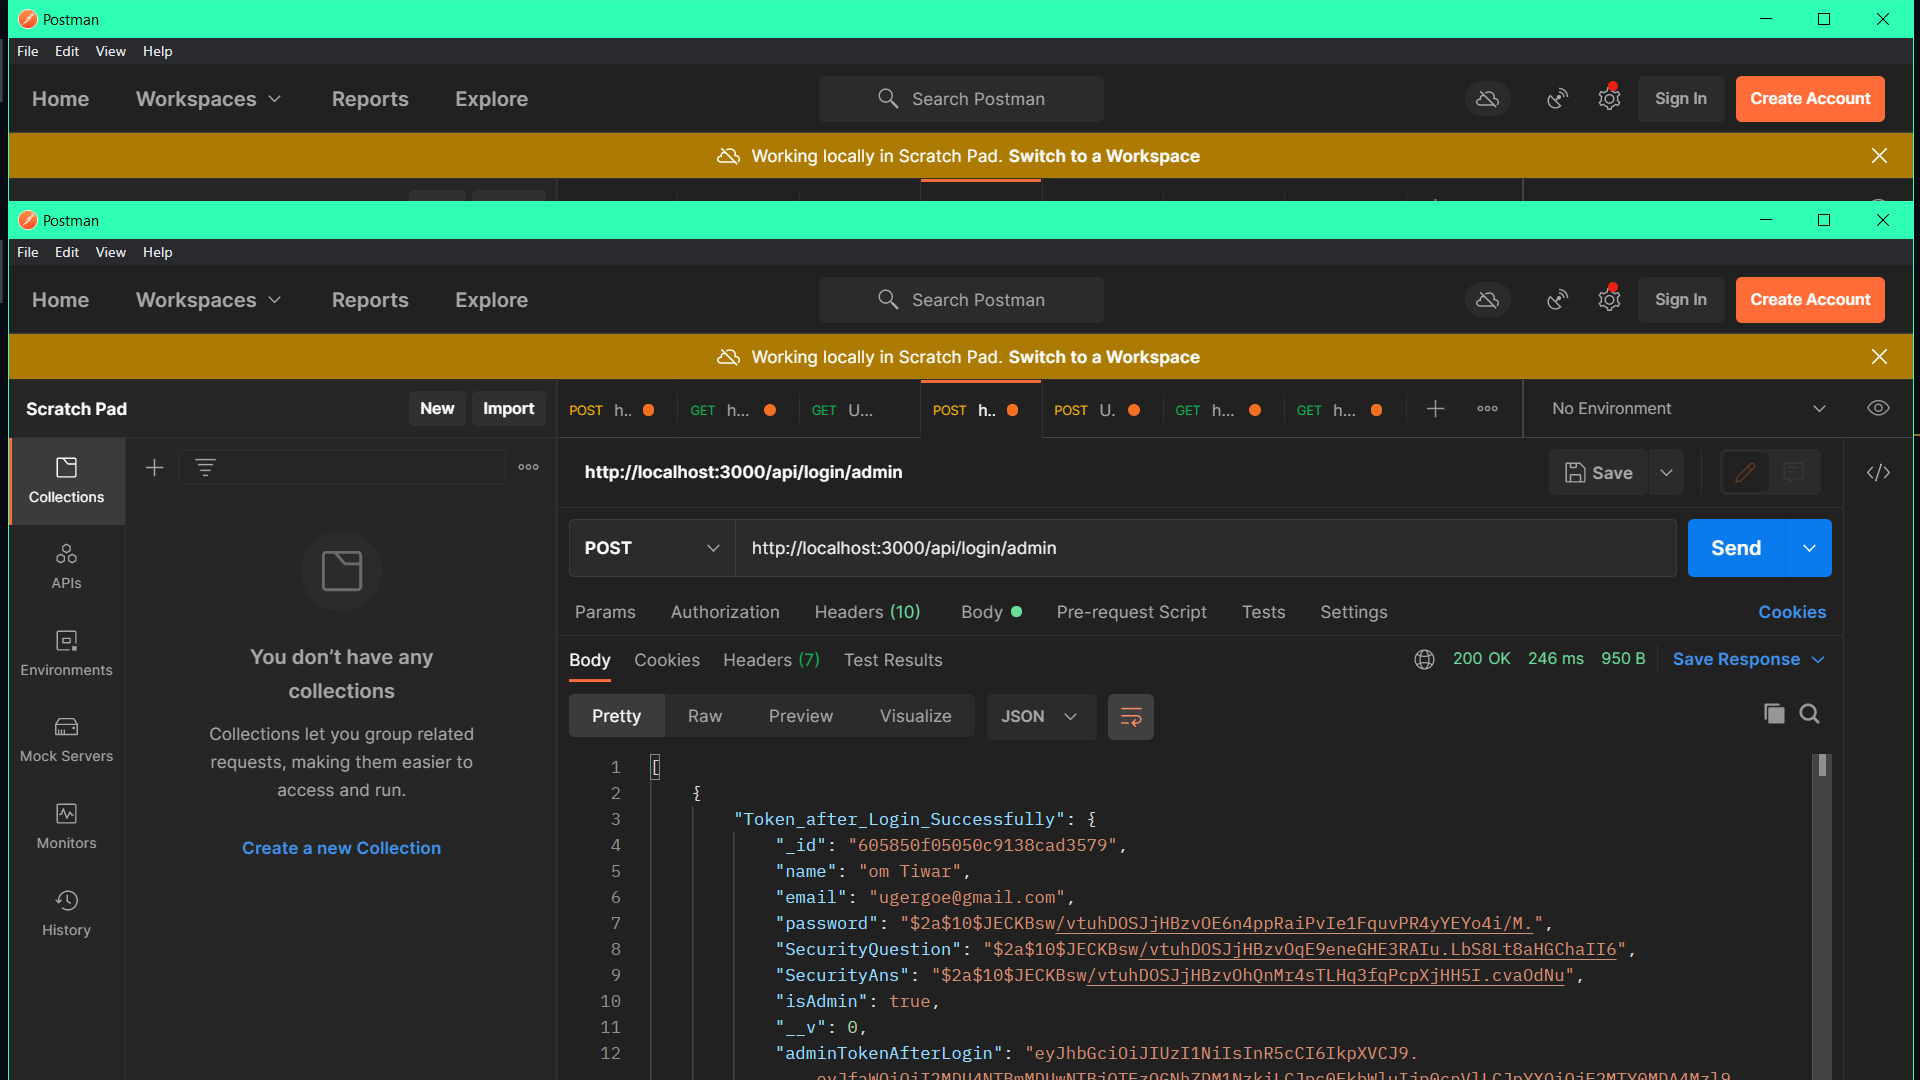 Postman
File Edit View Help
Home Workspaces Reports Explore Search Postman Sign In Create Account
Working locally in Scratch Pad. Switch to a Workspace
Postman
File Edit View Help
Home Workspaces Reports Explore Search Postman Sign In Create Account
Working locally in Scratch Pad. Switch to a Workspace
Scratch Pad New Import POST h.. GET h... GET U... POST h.. POST U. GET h... GET h... No Environment
http://localhost:3000/api/login/admin Save
Collections
POST http://localhost:3000/api/login/admin Send
APIs
Params Authorization Headers (10) Body Pre-request Script Tests Settings Cookies
Environments
You don't have any
collections
Collections let you group related
requests, making them easier to
access and run.
Create a new Collection
Mock Servers
Monitors
History
Body Cookies Headers (7) Test Results 200 OK 246 ms 950 B Save Response
Pretty Raw Preview Visualize JSON
1 [
2 {
3 "Token_after_Login_Successfully": {
4 "_id": "605850f05050c9138cad3579",
5 "name": "om Tiwar",
6 "email": "ugergoe@gmail.com",
7 "password": "$2a$10$JECKBsw/vtuhDOSJjHBzvOE6n4ppRaiPvIe1FquvPR4yYEYo4i/M.",
8 "SecurityQuestion": "$2a$10$JECKBsw/vtuhDOSJjHBzvOqE9eneGHE3RAIu.LbS8Lt8aHGChaII6",
9 "SecurityAns": "$2a$10$JECKBsw/vtuhDOSJjHBzvOhQnMr4sTLHq3fqPcpXjHH5I.cvaOdNu",
10 "isAdmin": true,
11 "__v": 0,
12 "adminTokenAfterLogin": "eyJhbGciOiJIUzI1NiIsInR5cCI6IkpXVCJ9.